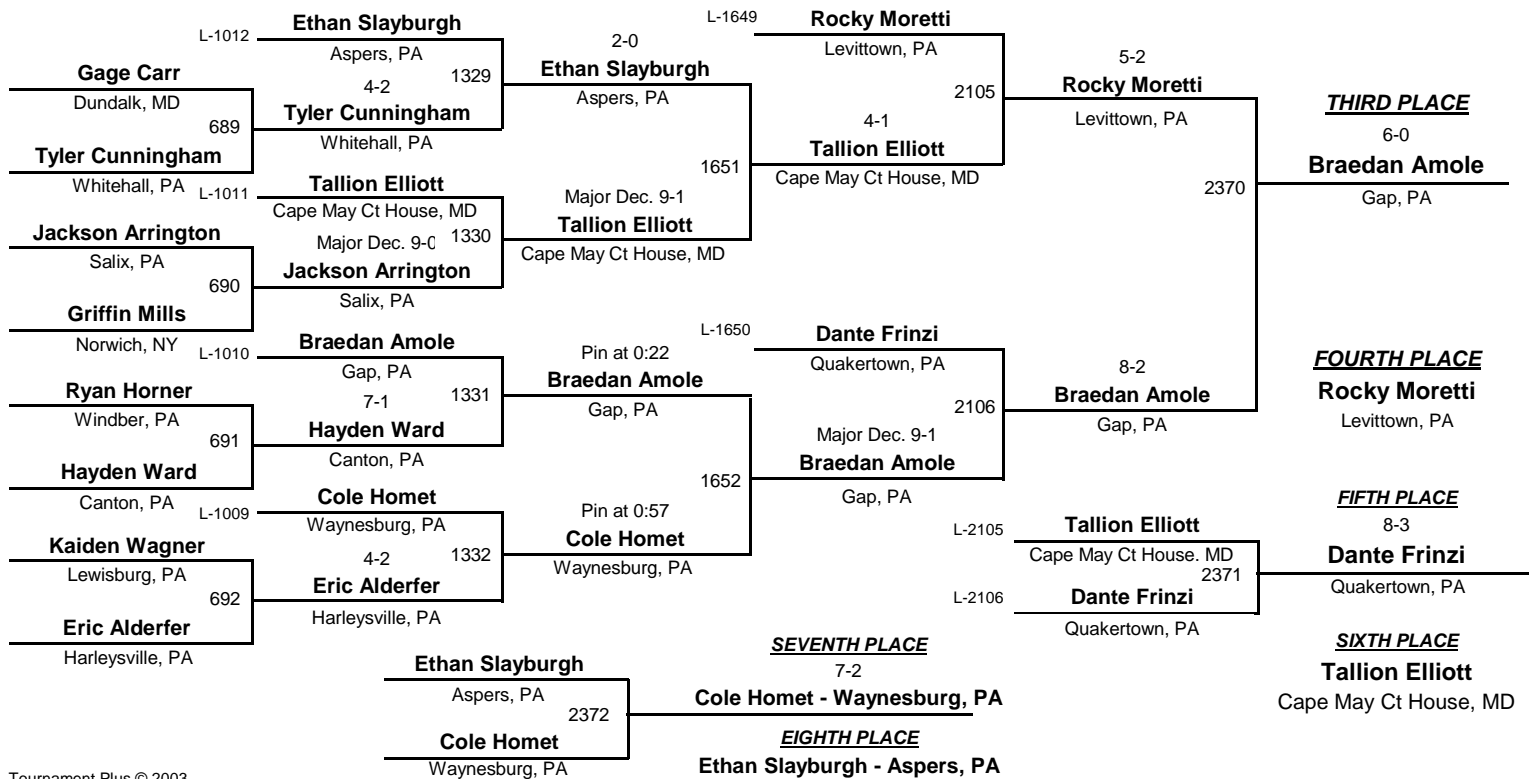 L-1012
Ethan Slayburgh
Aspers, PA
Gage Carr
Dundalk, MD
689
4-2
1329
Tyler Cunningham
Whitehall, PA
Tyler Cunningham
Whitehall, PA
L-1011
Tallion Elliott
Cape May Ct House, MD
Jackson Arrington
Salix, PA
690
Major Dec. 9-0
1330
Jackson Arrington
Salix, PA
Griffin Mills
Norwich, NY
L-1010
Braedan Amole
Gap, PA
Ryan Horner
Windber, PA
691
7-1
1331
Hayden Ward
Canton, PA
Hayden Ward
Canton, PA
L-1009
Cole Homet
Waynesburg, PA
Kaiden Wagner
Lewisburg, PA
692
4-2
1332
Eric Alderfer
Harleysville, PA
Eric Alderfer
Harleysville, PA
2-0
Ethan Slayburgh
Aspers, PA
1651
Major Dec. 9-1
Tallion Elliott
Cape May Ct House, MD
Pin at 0:22
Braedan Amole
Gap, PA
1652
Pin at 0:57
Cole Homet
Waynesburg, PA
L-1649
Rocky Moretti
Levittown, PA
2105
4-1
Tallion Elliott
Cape May Ct House, MD
L-1650
Dante Frinzi
Quakertown, PA
2106
Major Dec. 9-1
Braedan Amole
Gap, PA
5-2
Rocky Moretti
Levittown, PA
2370
8-2
Braedan Amole
Gap, PA
THIRD PLACE
6-0
Braedan Amole
Gap, PA
FOURTH PLACE
Rocky Moretti
Levittown, PA
L-2105
Tallion Elliott
Cape May Ct House. MD
2371
L-2106
Dante Frinzi
Quakertown, PA
FIFTH PLACE
8-3
Dante Frinzi
Quakertown, PA
SIXTH PLACE
Tallion Elliott
Cape May Ct House, MD
Ethan Slayburgh
Aspers, PA
2372
Cole Homet
Waynesburg, PA
SEVENTH PLACE
7-2
Cole Homet - Waynesburg, PA
EIGHTH PLACE
Ethan Slayburgh - Aspers, PA
Tournament Plus © 2003